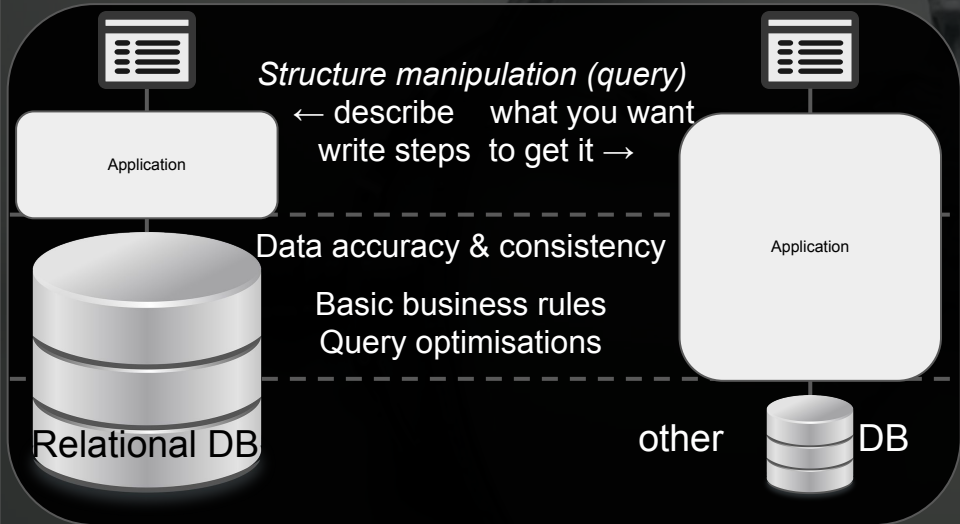 Structure manipulation (query)
← describe what you want
write steps to get it →
Application
Data accuracy & consistency
Application
Basic business rules
Query optimisations
Relational DB
other DB